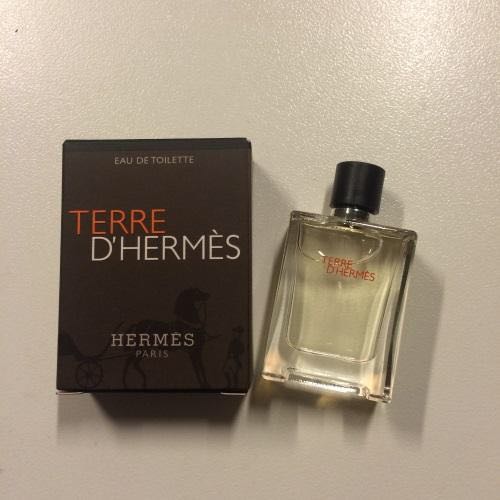 EAU DE TOILETTE
TERRE
D'HERMÈS
HERMÈS
PARIS
TERRE
D'HERMÈS